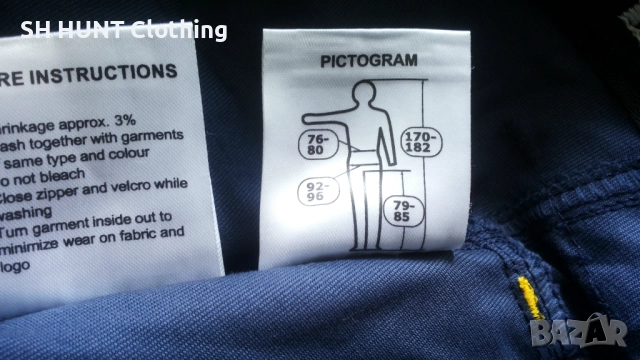 SH HUNT Clothing
RE INSTRUCTIONS
hrinkage approx. 3%
ash together with garments
f same type and colour
o not bleach
Close zipper and velcro while
washing
Turn garment inside out to
minimize wear on fabric and
logo
PICTOGRAM
76-
80
170-
182
92-
96
79-
85
BAZAR